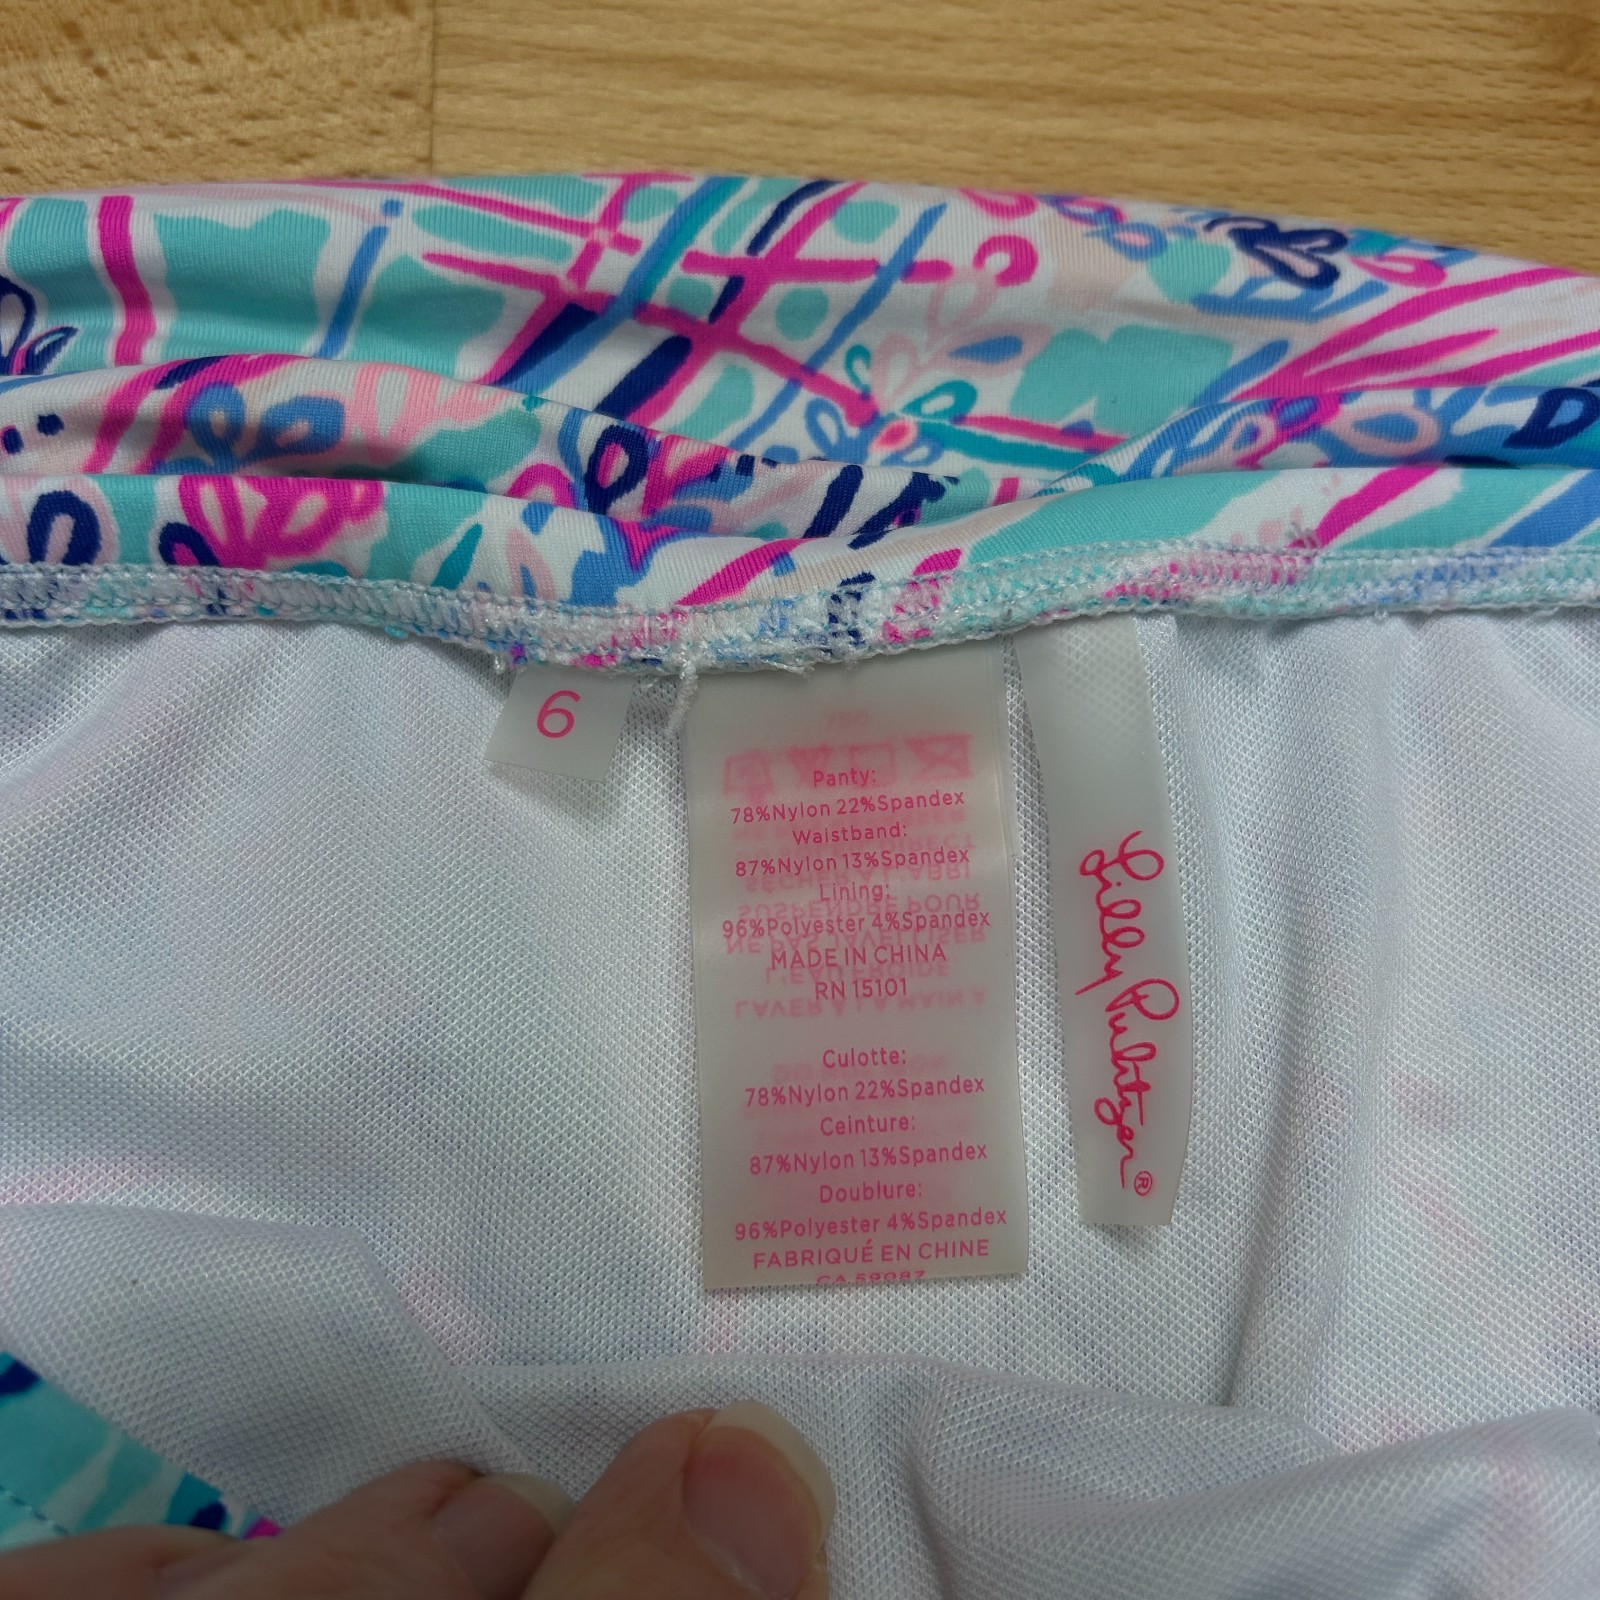 6
Panty:
78%Nylon 22%Spandex
Waistband:
87%Nylon 13%Spandex
Lining:
96%Polyester 4%Spandex
MADE IN CHINA
RN 15101
Culotte:
78%Nylon 22%Spandex
Ceinture:
87%Nylon 13%Spandex
Doublure:
96%Polyester 4%Spandex
FABRIQUÉ EN CHINE
CA 59087
Lilly Pulitzer®